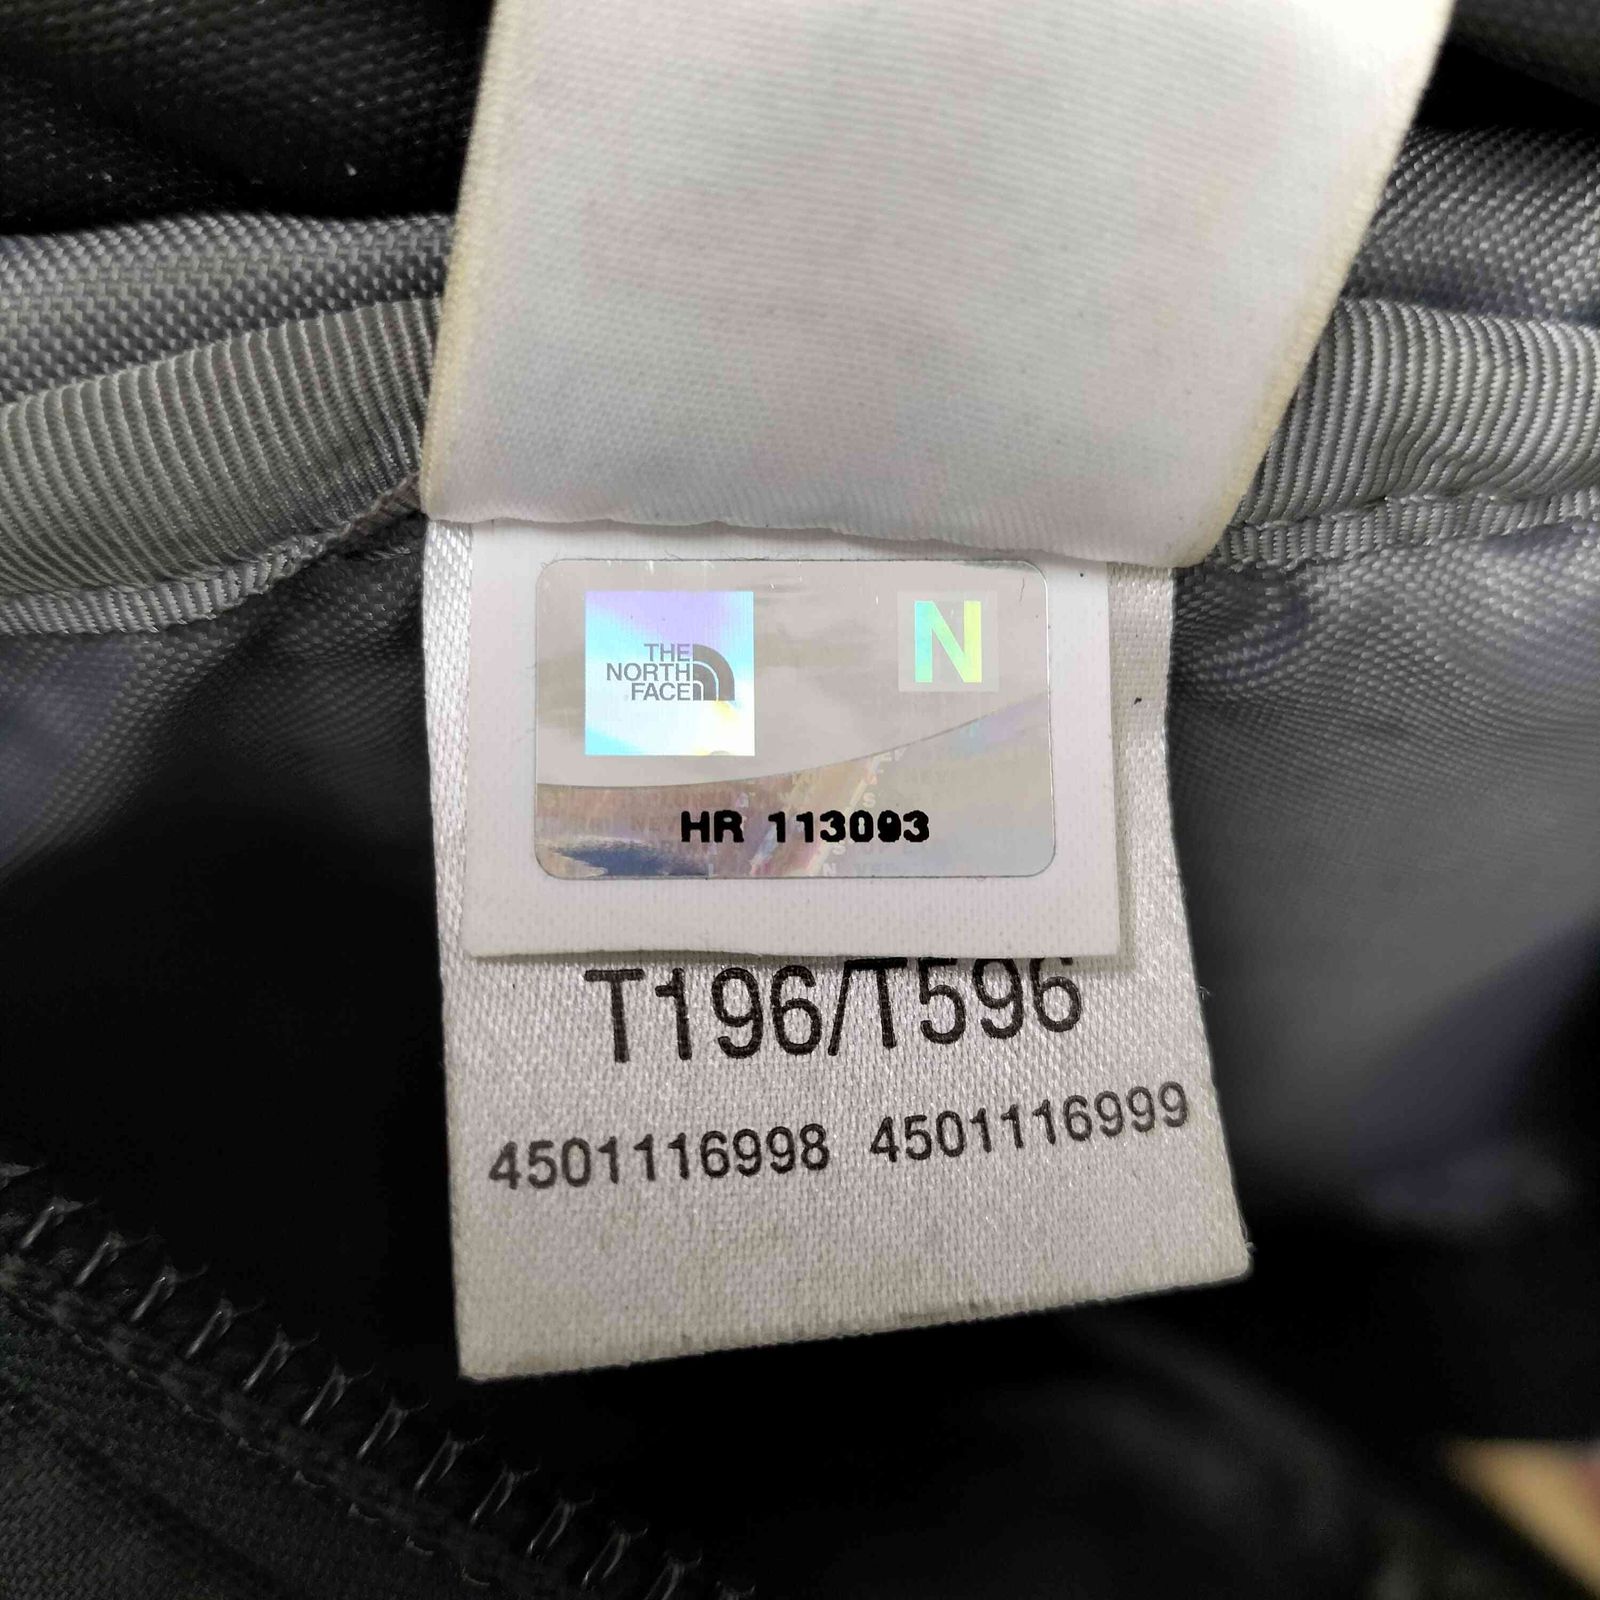 THE
NORTH
FACE
N
HR 113093
T196/T596
4501116998 4501116999